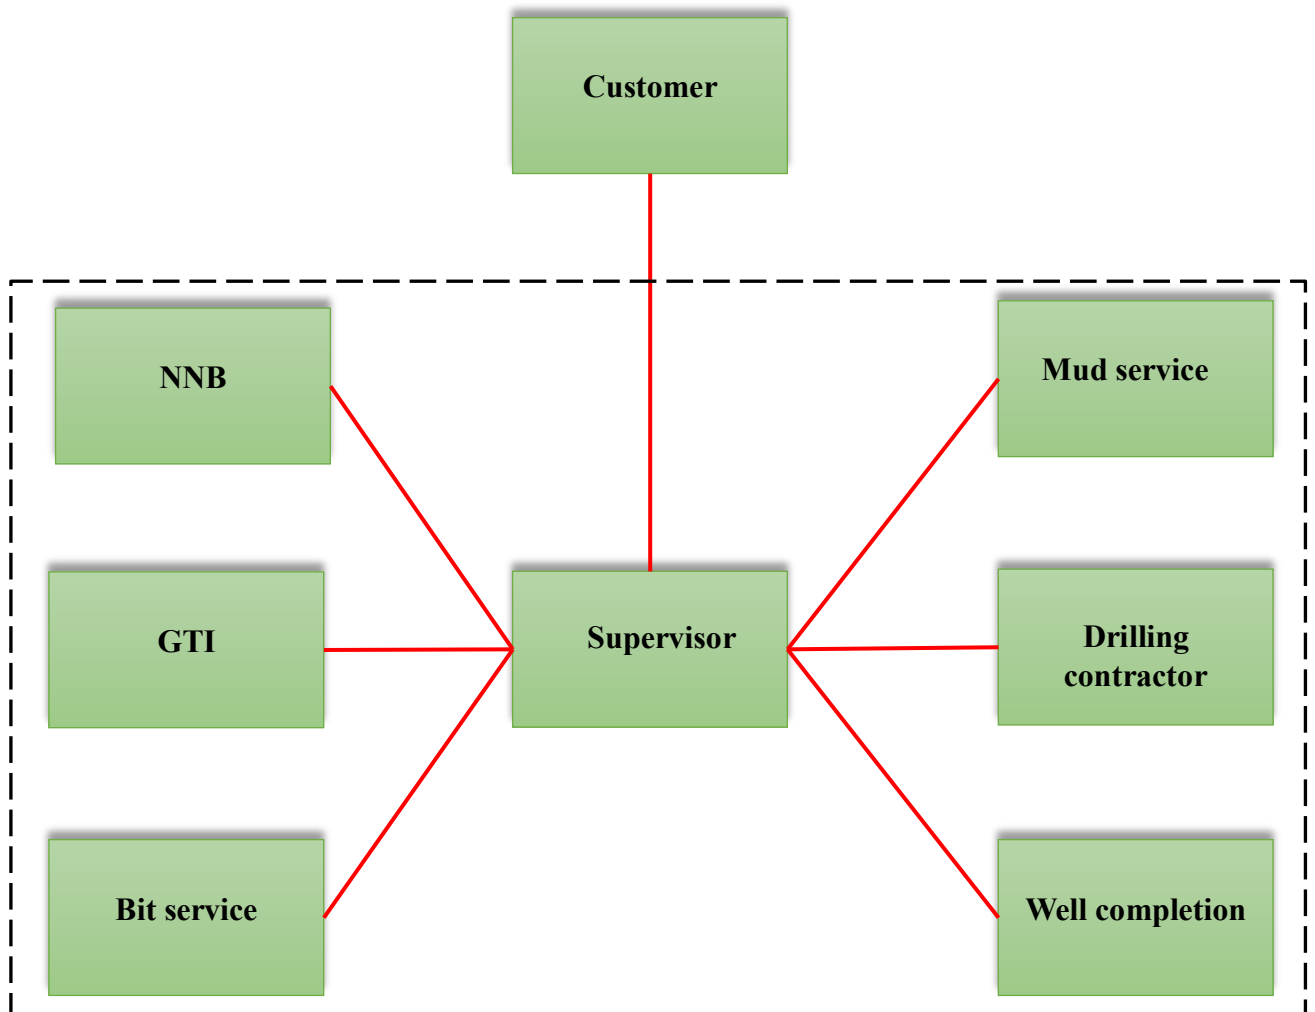 Customer
NNB
Mud service
GTI
Supervisor
Drilling
contractor
Bit service
Well completion